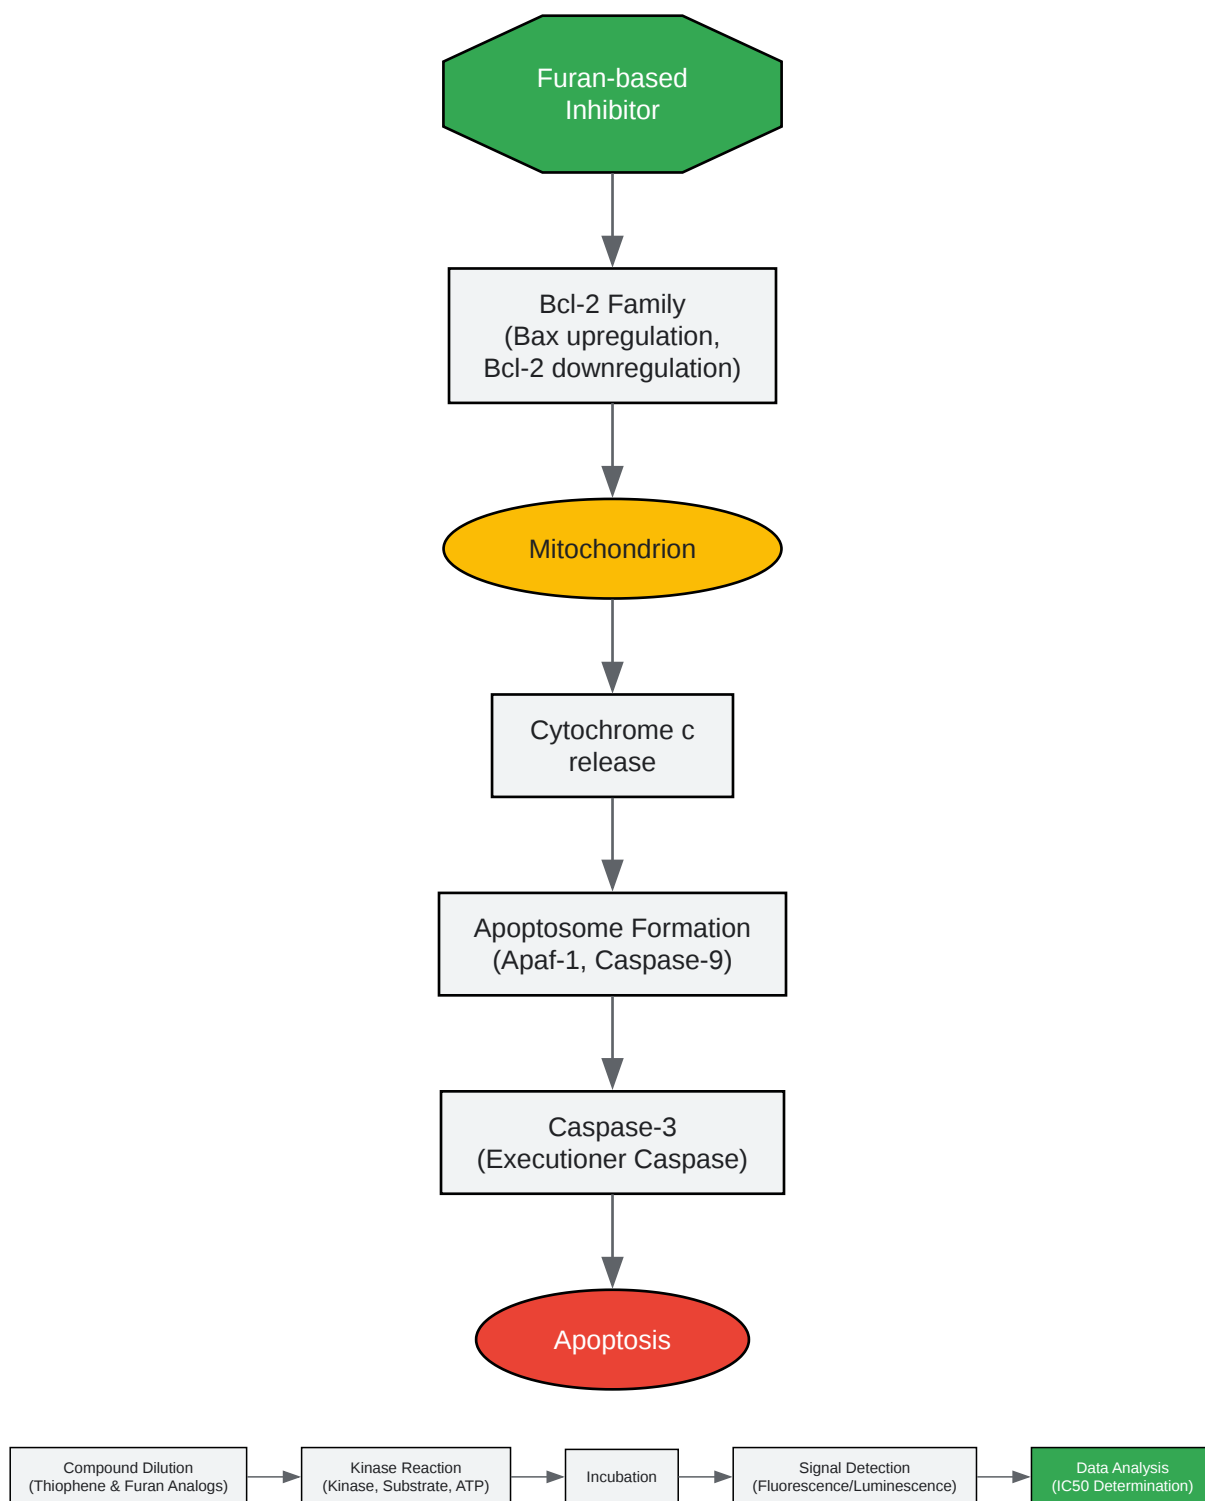 Furan-based
Inhibitor
Bcl-2 Family
(Bax upregulation,
Bcl-2 downregulation)
Mitochondrion
Cytochrome c
release
Apoptosome Formation
(Apaf-1, Caspase-9)
Caspase-3
(Executioner Caspase)
Apoptosis
Compound Dilution
(Thiophene & Furan Analogs)
Kinase Reaction
(Kinase, Substrate, ATP)
Incubation
Signal Detection
(Fluorescence/Luminescence)
Data Analysis
(IC50 Determination)